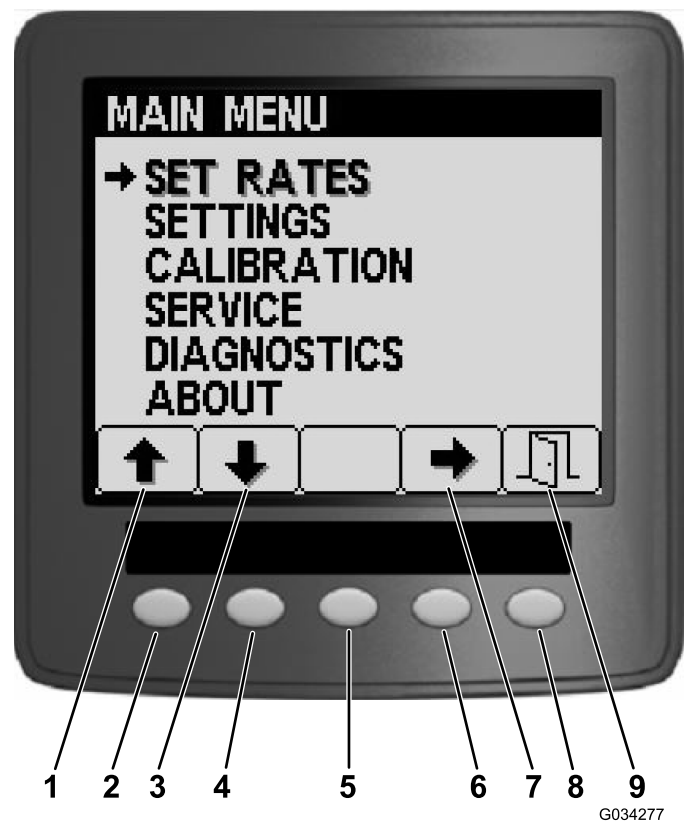 MAIN MENU
SET RATES
SETTINGS
CALIBRATION
SERVICE
DIAGNOSTICS
ABOUT
1 2 3 4 5 6 7 8 9
G034277